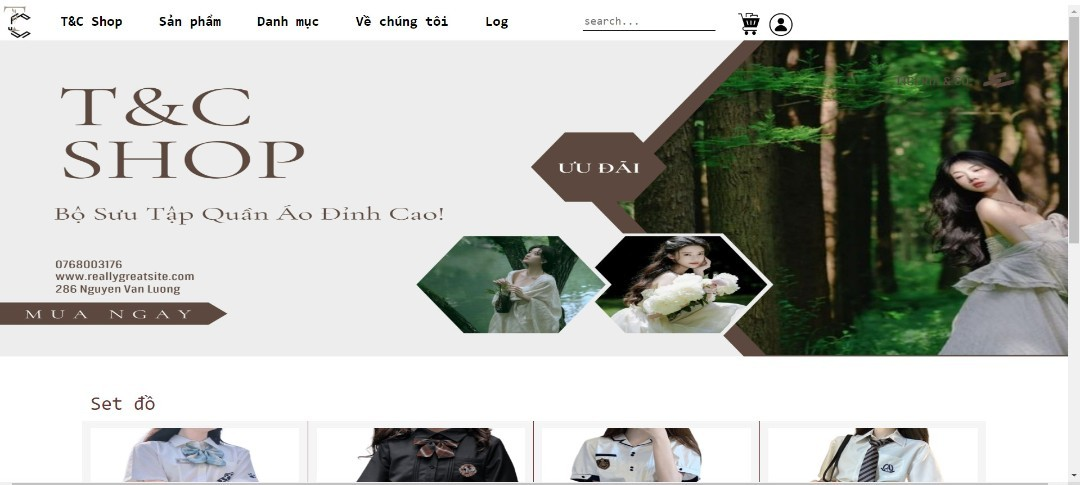 T&C Shop Sản phẩm Danh mục Về chúng tôi Log search...
T&C
SHOP
ƯU ĐÃI
Bộ Sưu Tập Quần Áo Đỉnh Cao!
0768003176
www.reallygreatsite.com
286 Nguyen Van Luong
MUA NGAY
Set đồ